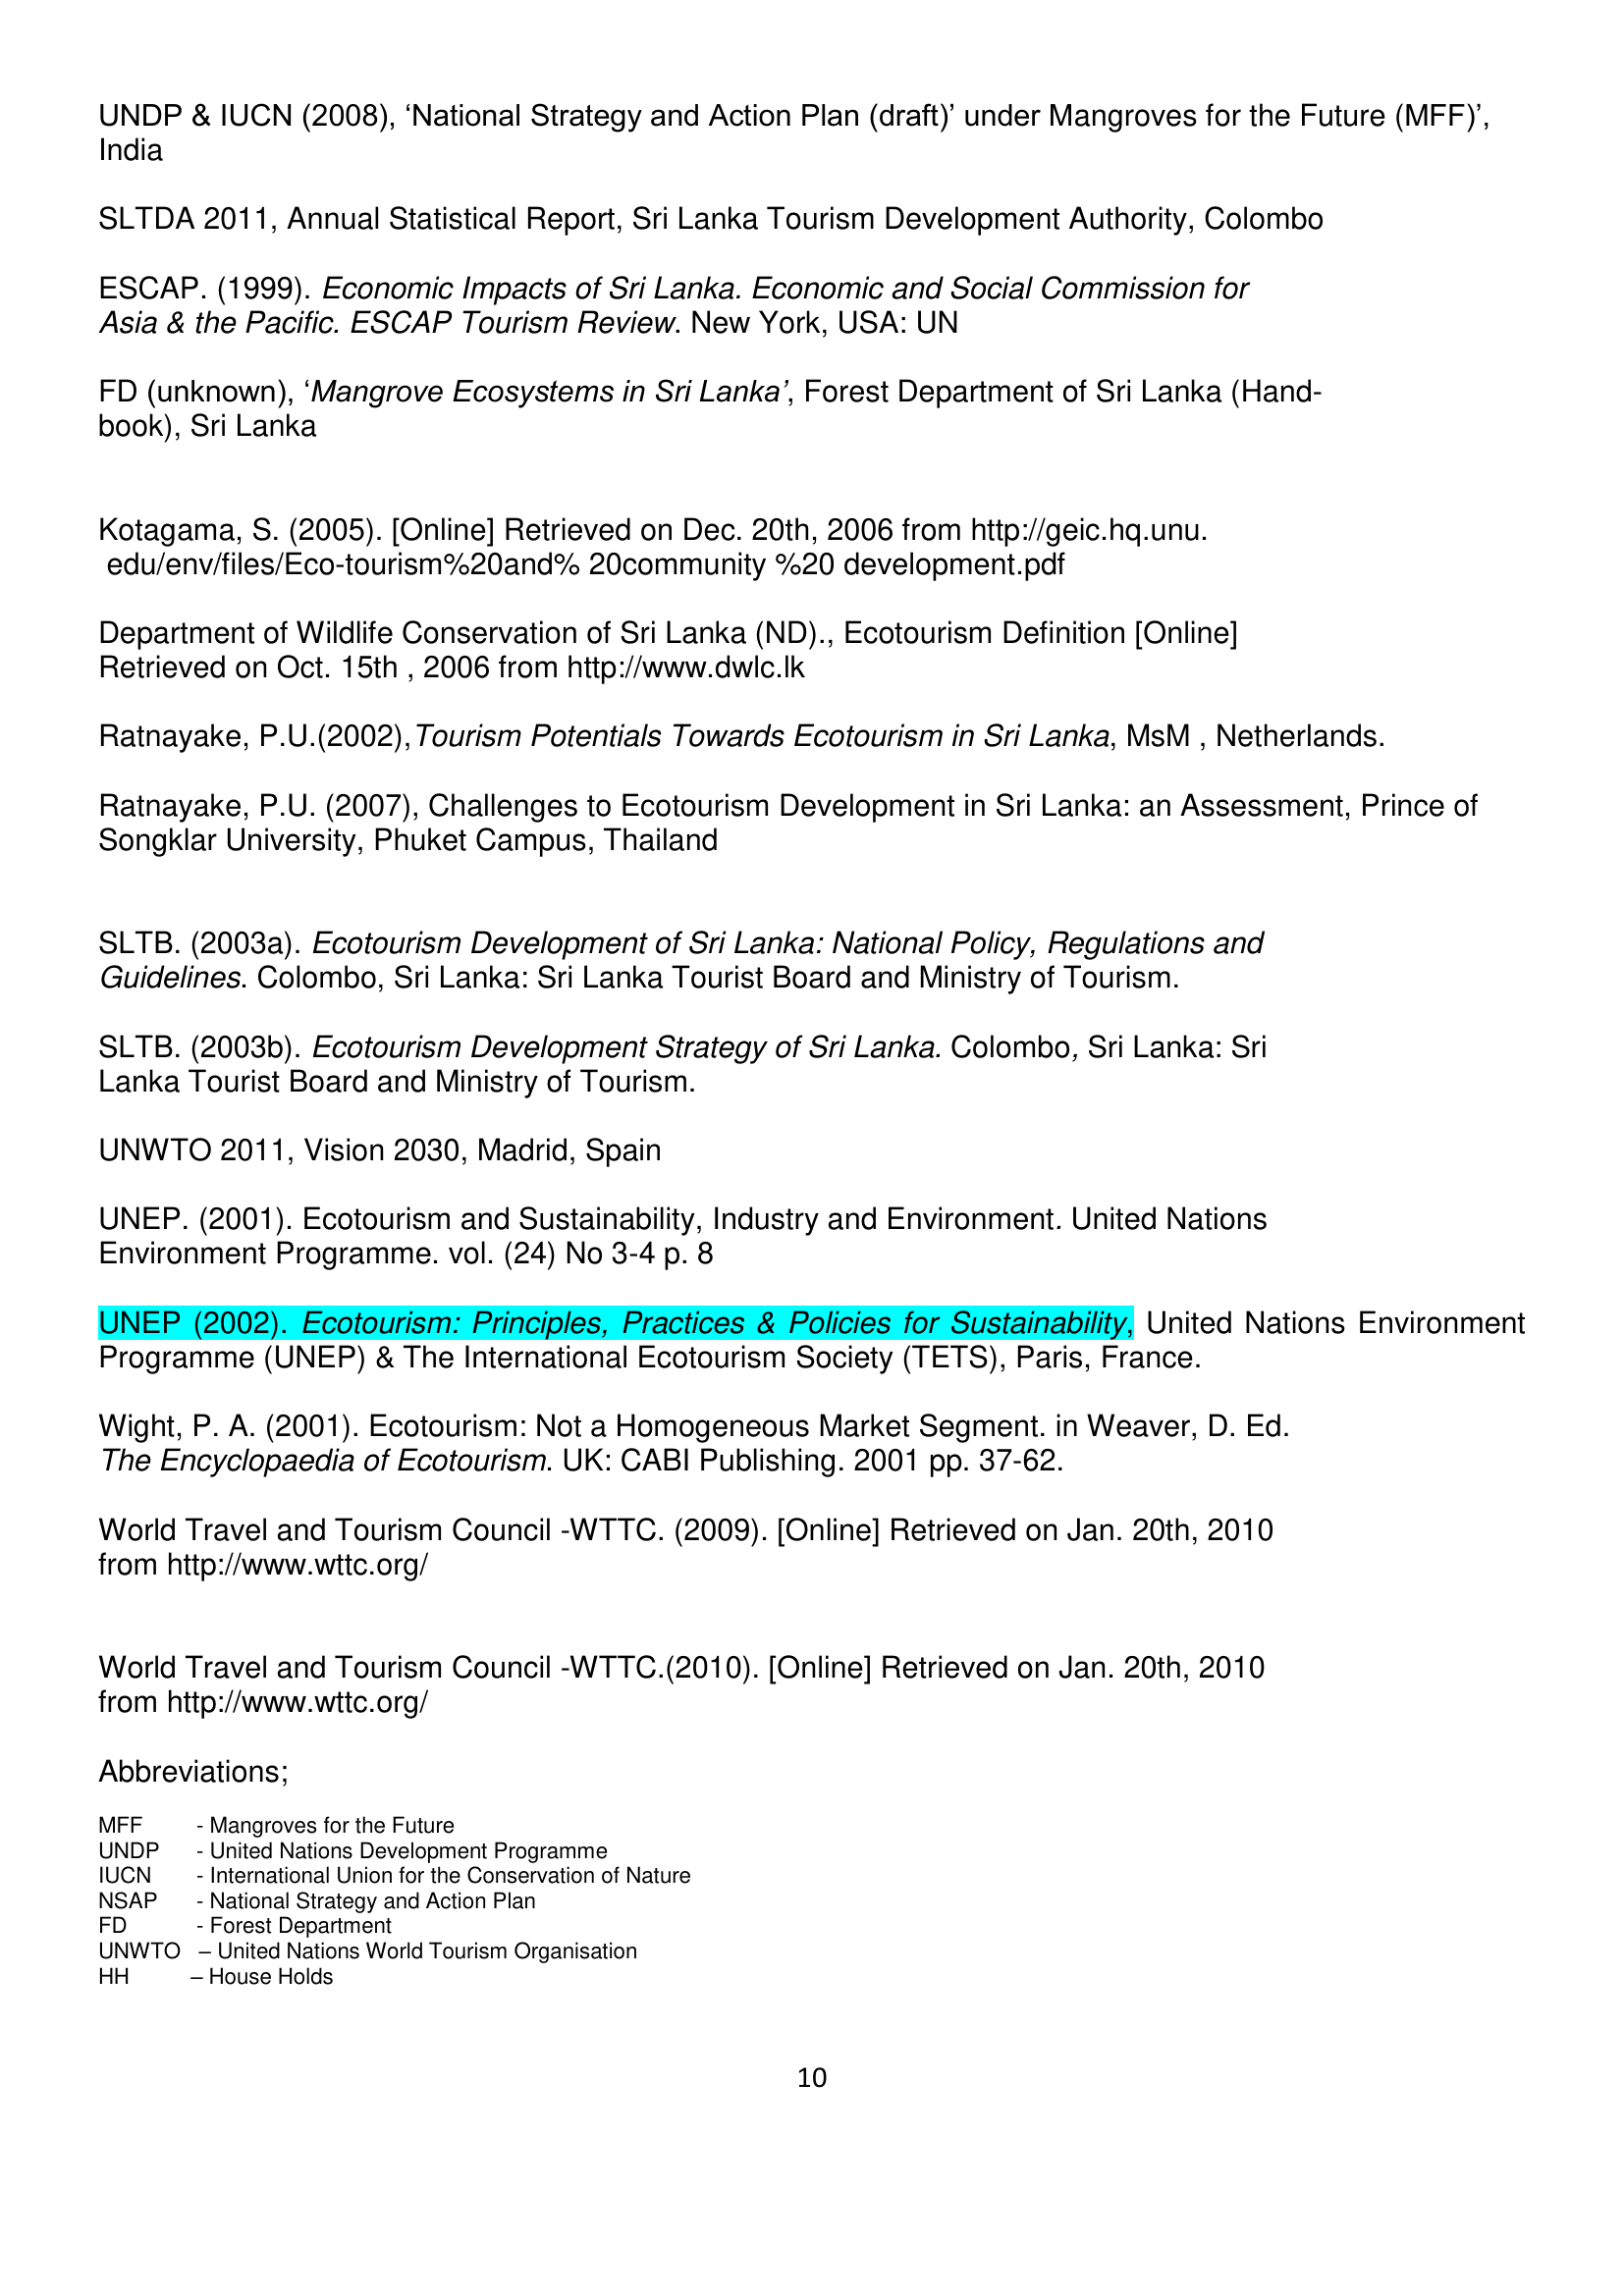 UNDP & IUCN (2008), ‘National Strategy and Action Plan (draft)’ under Mangroves for the Future (MFF)’,
India
SLTDA 2011, Annual Statistical Report, Sri Lanka Tourism Development Authority, Colombo
ESCAP. (1999). Economic Impacts of Sri Lanka. Economic and Social Commission for
Asia & the Pacific. ESCAP Tourism Review. New York, USA: UN
FD (unknown), ‘Mangrove Ecosystems in Sri Lanka’, Forest Department of Sri Lanka (Hand-
book), Sri Lanka
Kotagama, S. (2005). [Online] Retrieved on Dec. 20th, 2006 from http://geic.hq.unu.
edu/env/files/Eco-tourism%20and% 20community %20 development.pdf
Department of Wildlife Conservation of Sri Lanka (ND)., Ecotourism Definition [Online]
Retrieved on Oct. 15th , 2006 from http://www.dwlc.lk
Ratnayake, P.U.(2002),Tourism Potentials Towards Ecotourism in Sri Lanka, MsM , Netherlands.
Ratnayake, P.U. (2007), Challenges to Ecotourism Development in Sri Lanka: an Assessment, Prince of
Songklar University, Phuket Campus, Thailand
SLTB. (2003a). Ecotourism Development of Sri Lanka: National Policy, Regulations and
Guidelines. Colombo, Sri Lanka: Sri Lanka Tourist Board and Ministry of Tourism.
SLTB. (2003b). Ecotourism Development Strategy of Sri Lanka. Colombo, Sri Lanka: Sri
Lanka Tourist Board and Ministry of Tourism.
UNWTO 2011, Vision 2030, Madrid, Spain
UNEP. (2001). Ecotourism and Sustainability, Industry and Environment. United Nations
Environment Programme. vol. (24) No 3-4 p. 8
UNEP (2002). Ecotourism: Principles, Practices & Policies for Sustainability, United Nations Environment
Programme (UNEP) & The International Ecotourism Society (TETS), Paris, France.
Wight, P. A. (2001). Ecotourism: Not a Homogeneous Market Segment. in Weaver, D. Ed.
The Encyclopaedia of Ecotourism. UK: CABI Publishing. 2001 pp. 37-62.
World Travel and Tourism Council -WTTC. (2009). [Online] Retrieved on Jan. 20th, 2010
from http://www.wttc.org/
World Travel and Tourism Council -WTTC.(2010). [Online] Retrieved on Jan. 20th, 2010
from http://www.wttc.org/
Abbreviations;
MFF - Mangroves for the Future
UNDP - United Nations Development Programme
IUCN - International Union for the Conservation of Nature
NSAP - National Strategy and Action Plan
FD - Forest Department
UNWTO – United Nations World Tourism Organisation
HH – House Holds
10